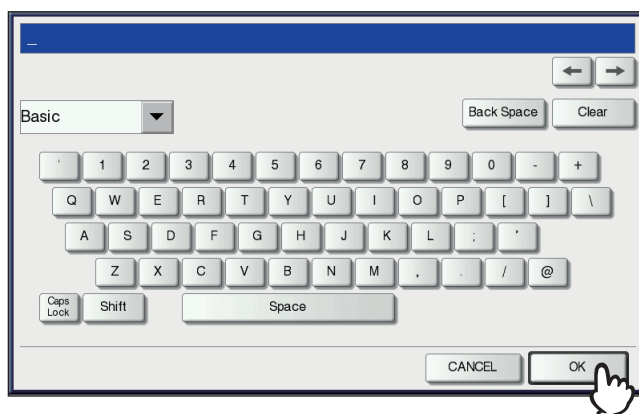 _
← →
Basic ▼ Back Space Clear
` 1 2 3 4 5 6 7 8 9 0 - +
Q W E R T Y U I O P [ ] \
A S D F G H J K L ; '
Z X C V B N M , . / @
Caps Lock Shift Space
CANCEL OK